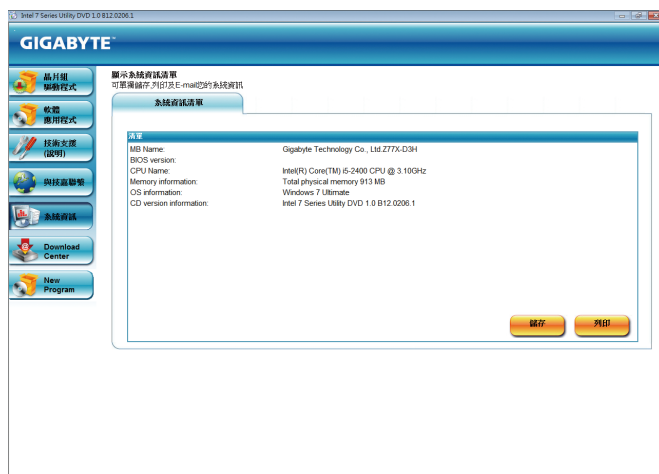 Intel 7 Series Utility DVD 1.0 B12.0206.1
GIGABYTE™
晶片組
驅動程式
軟體
應用程式
技術支援
(說明)
與技嘉聯繫
系統資訊
Download
Center
New
Program
顯示系統資訊清單
可單獨儲存,列印及E-mail您的系統資訊
系統資訊清單
清單
MB Name: Gigabyte Technology Co., Ltd.Z77X-D3H
BIOS version:
CPU Name: Intel(R) Core(TM) i5-2400 CPU @ 3.10GHz
Memory information: Total physical memory 913 MB
OS information: Windows 7 Ultimate
CD version information: Intel 7 Series Utility DVD 1.0 B12.0206.1
儲存
列印